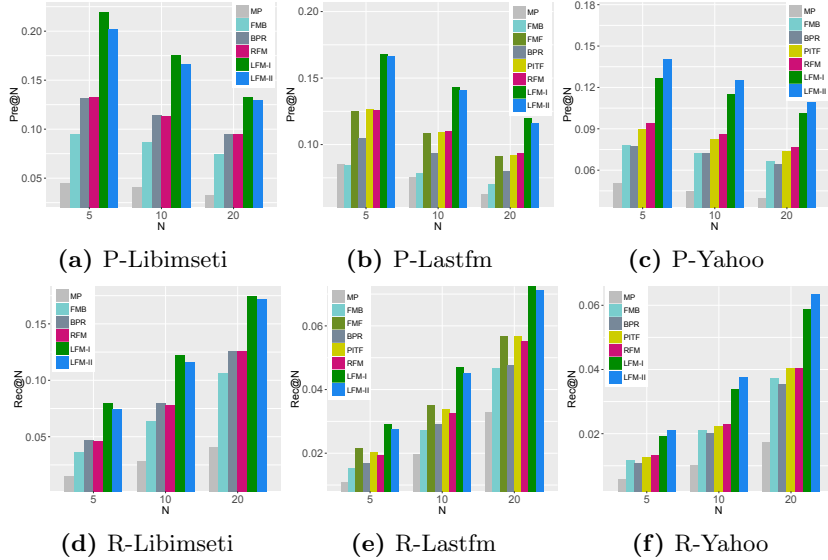 MP
FMB
BPR
RFM
LFM-I
LFM-II
Pre@N
0.20
0.15
0.10
0.05
5 10 20
N
(a) P-Libimseti
MP
FMB
FMF
BPR
PITF
RFM
LFM-I
LFM-II
Pre@N
0.20
0.15
0.10
5 10 20
N
(b) P-Lastfm
MP
FMB
BPR
PITF
RFM
LFM-I
LFM-II
Pre@N
0.18
0.15
0.12
0.09
0.06
5 10 20
N
(c) P-Yahoo
MP
FMB
BPR
RFM
LFM-I
LFM-II
Rec@N
0.15
0.10
0.05
5 10 20
N
(d) R-Libimseti
MP
FMB
FMF
BPR
PITF
RFM
LFM-I
LFM-II
Rec@N
0.06
0.04
0.02
5 10 20
N
(e) R-Lastfm
MP
FMB
BPR
PITF
RFM
LFM-I
LFM-II
Rec@N
0.06
0.04
0.02
5 10 20
N
(f) R-Yahoo